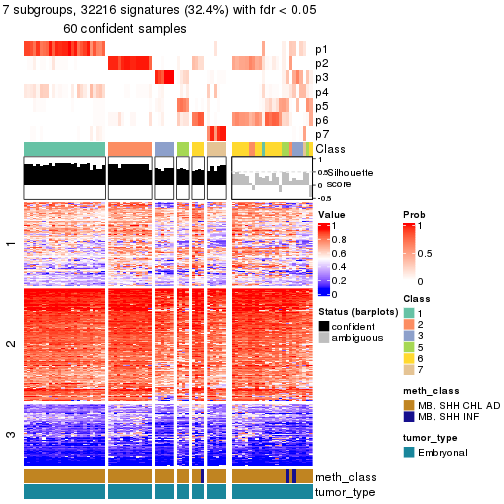 7 subgroups, 32216 signatures (32.4%) with fdr < 0.05
60 confident samples
p1
p2
p3
p4
p5
p6
p7
Class
1
0.5
0
-0.5
Silhouette
score
1
2
3
meth_class
tumor_type
Value
1
0.8
0.6
0.4
0.2
0
Status (barplots)
confident
ambiguous
Prob
1
0.5
0
Class
1
2
3
5
6
7
meth_class
MB. SHH CHL AD
MB. SHH INF
tumor_type
Embryonal